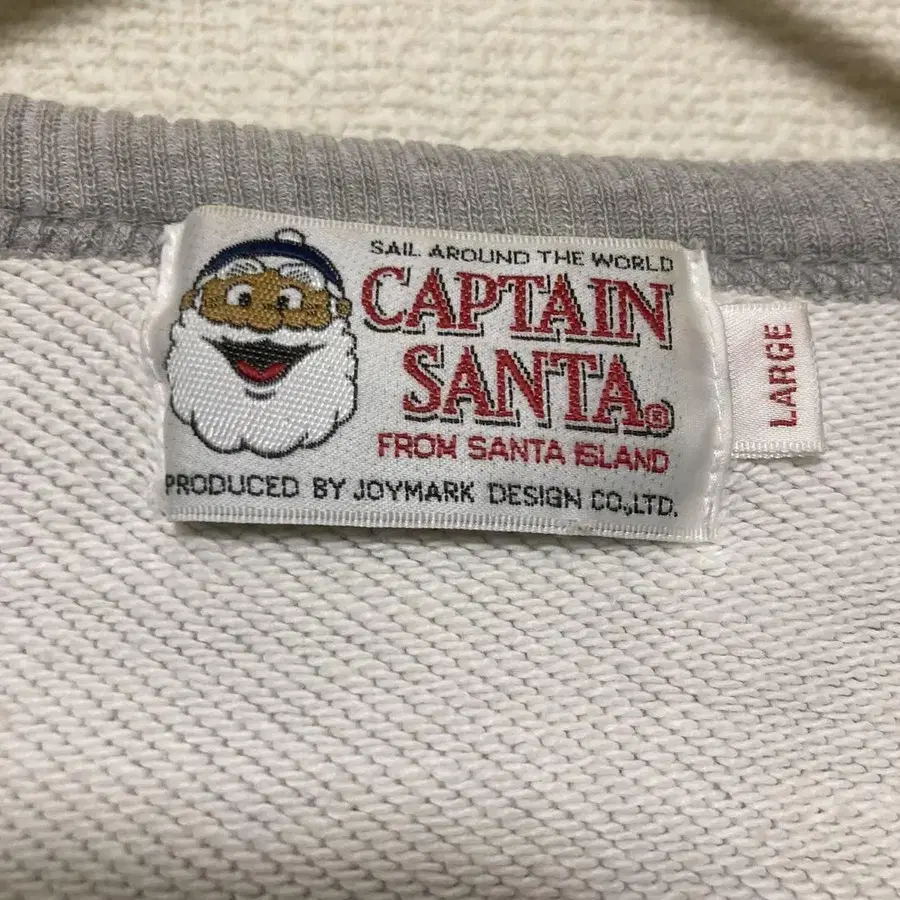 SAIL AROUND THE WORLD
CAPTAIN
SANTA®
FROM SANTA ISLAND
PRODUCED BY JOYMARK DESIGN CO.,LTD.
LARGE